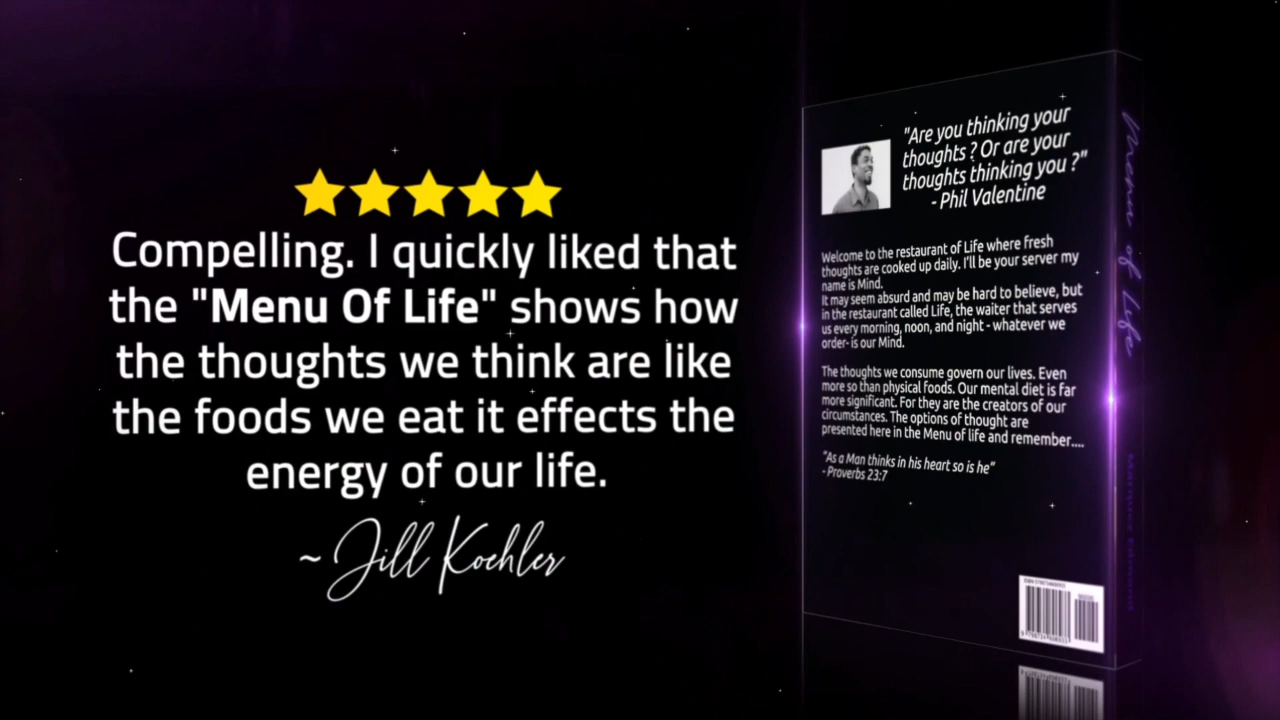 Compelling. I quickly liked that
the "Menu Of Life" shows how
the thoughts we think are like
the foods we eat it effects the
energy of our life.
~ Jill Koehler
"Are you thinking your
thoughts ? Or are your
thoughts thinking you ?"
- Phil Valentine
Welcome to the restaurant of Life where fresh
thoughts are cooked up daily. I'll be your server my
name is Mind.
It may seem absurd and may be hard to believe, but
in the restaurant called Life, the waiter that serves
us every morning, noon, and night - whatever we
order- is our Mind.
The thoughts we consume govern our lives. Even
more so than physical foods. Our mental diet is far
more significant. For they are the creators of our
circumstances. The options of thought are
presented here in the Menu of life and remember....
"As a Man thinks in his heart so is he"
- Proverbs 23:7
Menu of Life